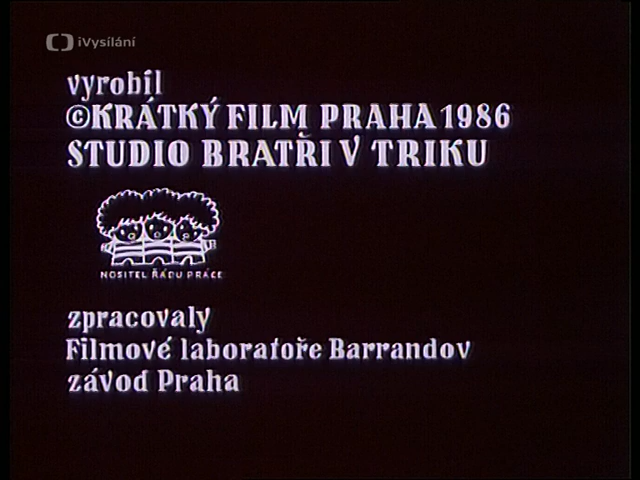 iVysílání
vyrobil
©KRÁTKÝ FILM PRAHA 1986
STUDIO BRATŘI V TRIKU
NOSITEL ŘÁDU PRÁCE
zpracovaly
Filmové laboratoře Barrandov
závod Praha